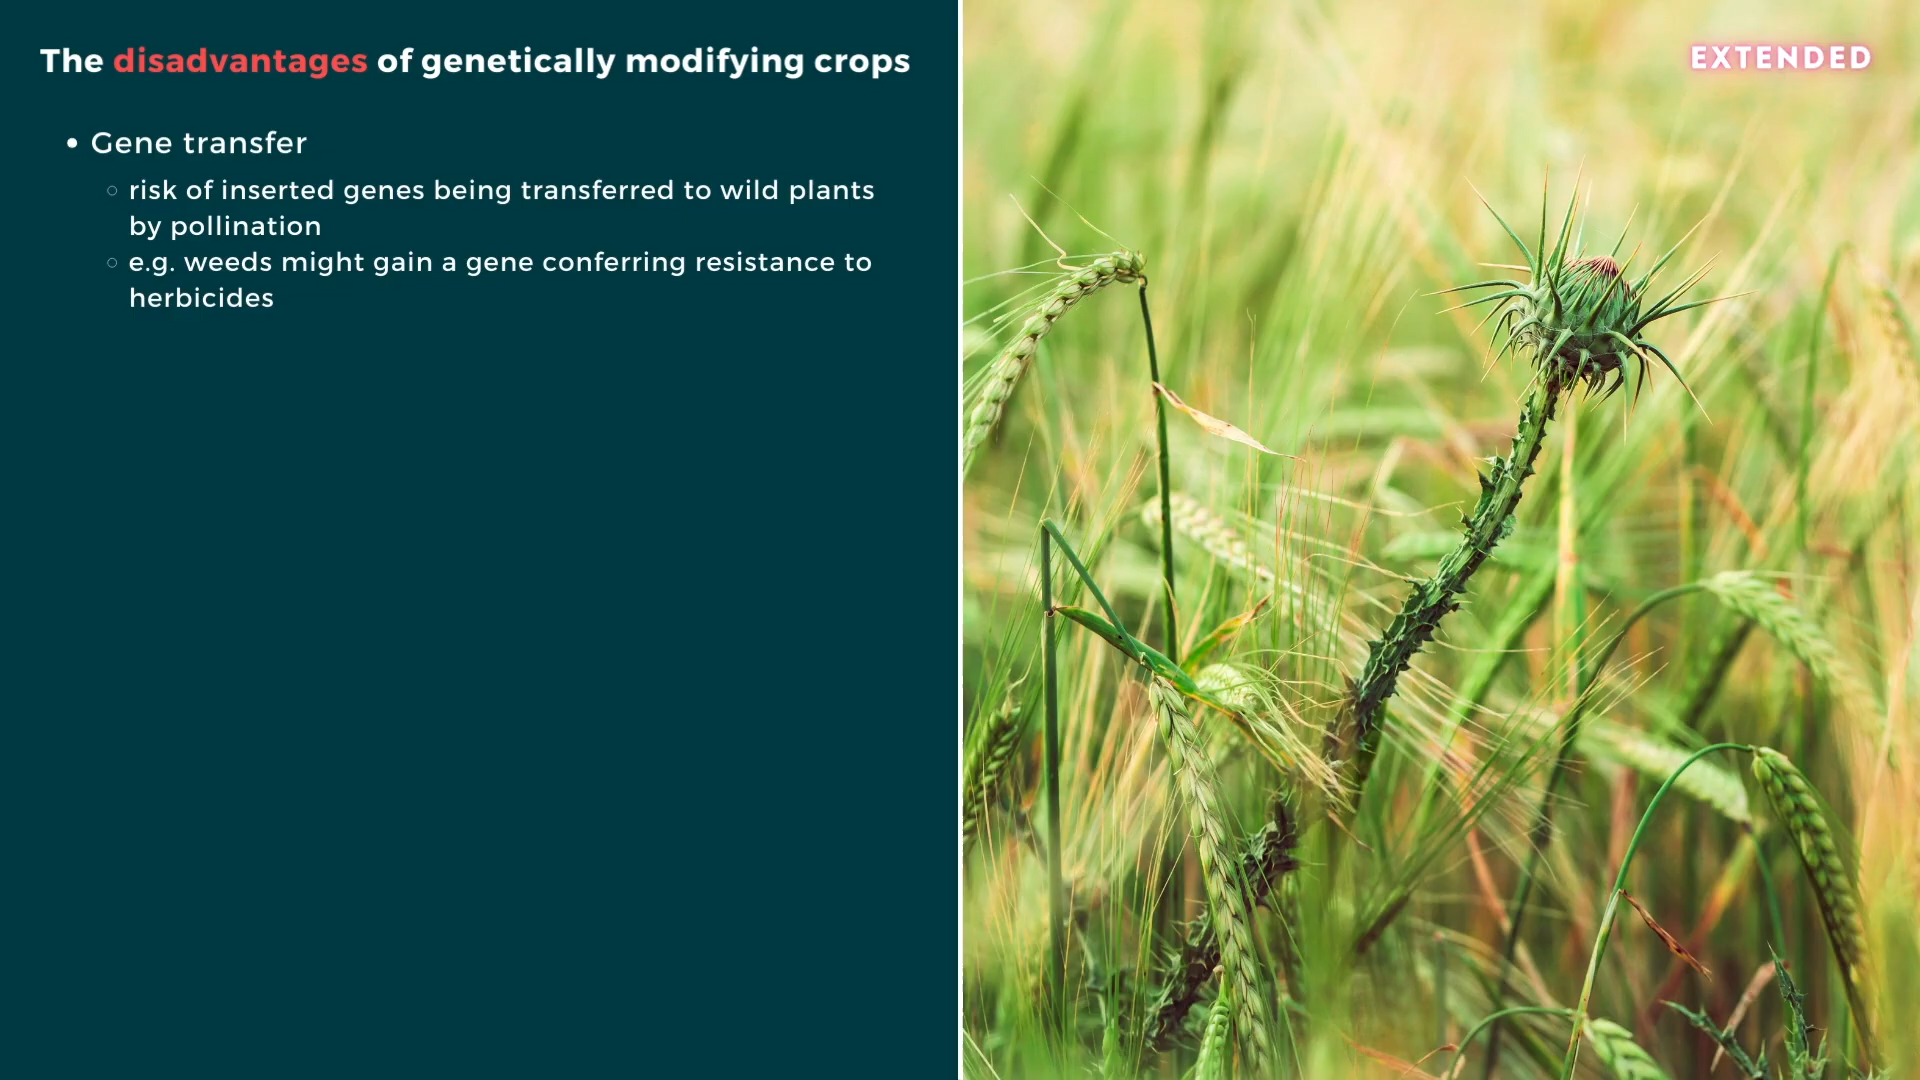 The disadvantages of genetically modifying crops
EXTENDED
• Gene transfer
○ risk of inserted genes being transferred to wild plants
by pollination
○ e.g. weeds might gain a gene conferring resistance to
herbicides